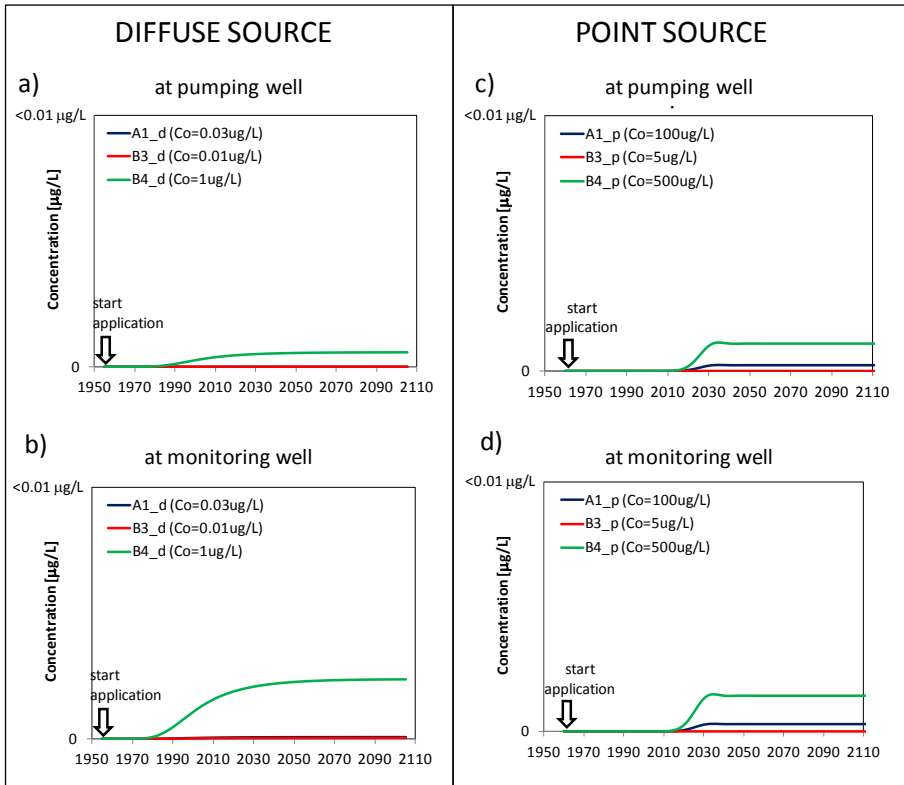 DIFFUSE SOURCE
a)
at pumping well
<0.01 µg/L
A1_d (Co=0.03ug/L)
B3_d (Co=0.01ug/L)
B4_d (Co=1ug/L)
Concentration [µg/L]
start
application
0
1950 1970 1990 2010 2030 2050 2070 2090 2110
b)
at monitoring well
<0.01 µg/L
A1_d (Co=0.03ug/L)
B3_d (Co=0.01ug/L)
B4_d (Co=1ug/L)
Concentration [µg/L]
start
application
0
1950 1970 1990 2010 2030 2050 2070 2090 2110
POINT SOURCE
c)
at pumping well
<0.01 µg/L
A1_p (Co=100ug/L)
B3_p (Co=5ug/L)
B4_p (Co=500ug/L)
Concentration [µg/L]
start
application
0
1950 1970 1990 2010 2030 2050 2070 2090 2110
d)
at monitoring well
<0.01 µg/L
A1_p (Co=100ug/L)
B3_p (Co=5ug/L)
B4_p (Co=500ug/L)
Concentration [µg/L]
start
application
0
1950 1970 1990 2010 2030 2050 2070 2090 2110